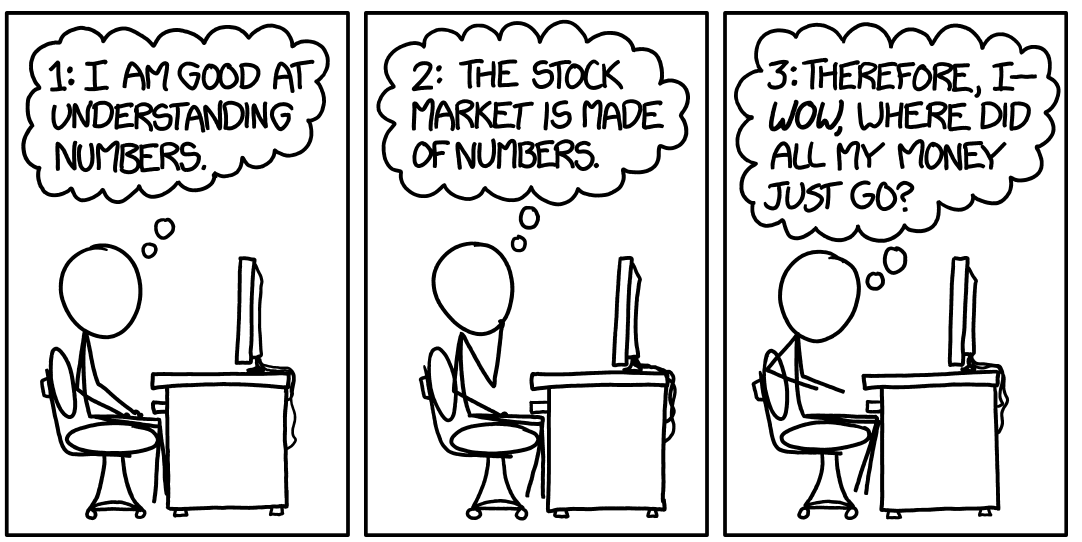 1: I AM GOOD AT
UNDERSTANDING
NUMBERS.
2: THE STOCK
MARKET IS MADE
OF NUMBERS.
3: THEREFORE, I—
WOW, WHERE DID
ALL MY MONEY
JUST GO?